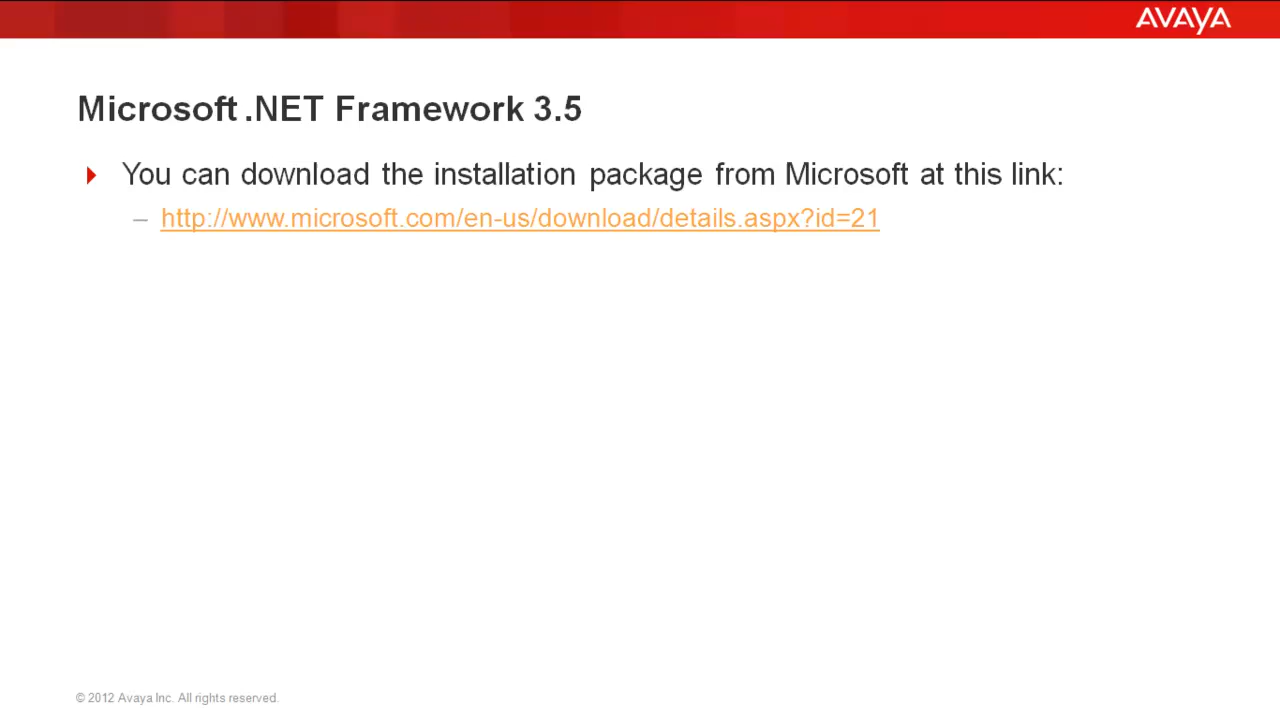 AVAYA
Microsoft .NET Framework 3.5
You can download the installation package from Microsoft at this link:
– http://www.microsoft.com/en-us/download/details.aspx?id=21
© 2012 Avaya Inc. All rights reserved.